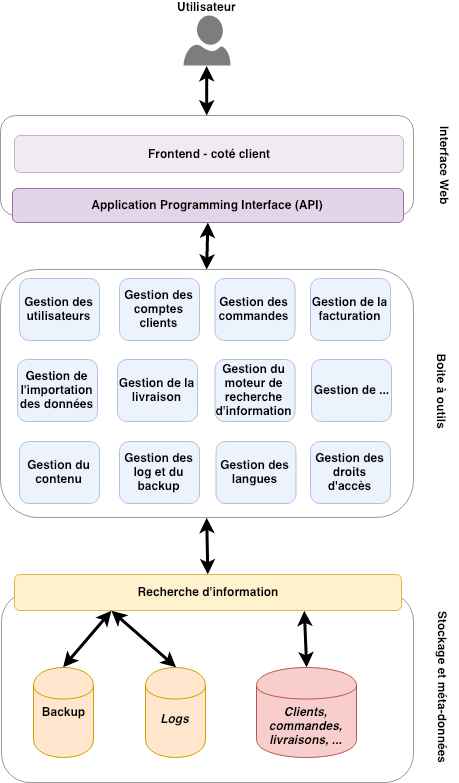 Utilisateur
Interface Web
Frontend - coté client
Application Programming Interface (API)
Boite à outils
Gestion des
utilisateurs
Gestion des
comptes
clients
Gestion des
commandes
Gestion de la
facturation
Gestion de
l'importation
des données
Gestion de la
livraison
Gestion du
moteur de
recherche
d'information
Gestion de ...
Gestion du
contenu
Gestion des
log et du
backup
Gestion des
langues
Gestion des
droits
d'accès
Stockage et méta-données
Recherche d'information
Backup
Logs
Clients,
commandes,
livraisons, ...